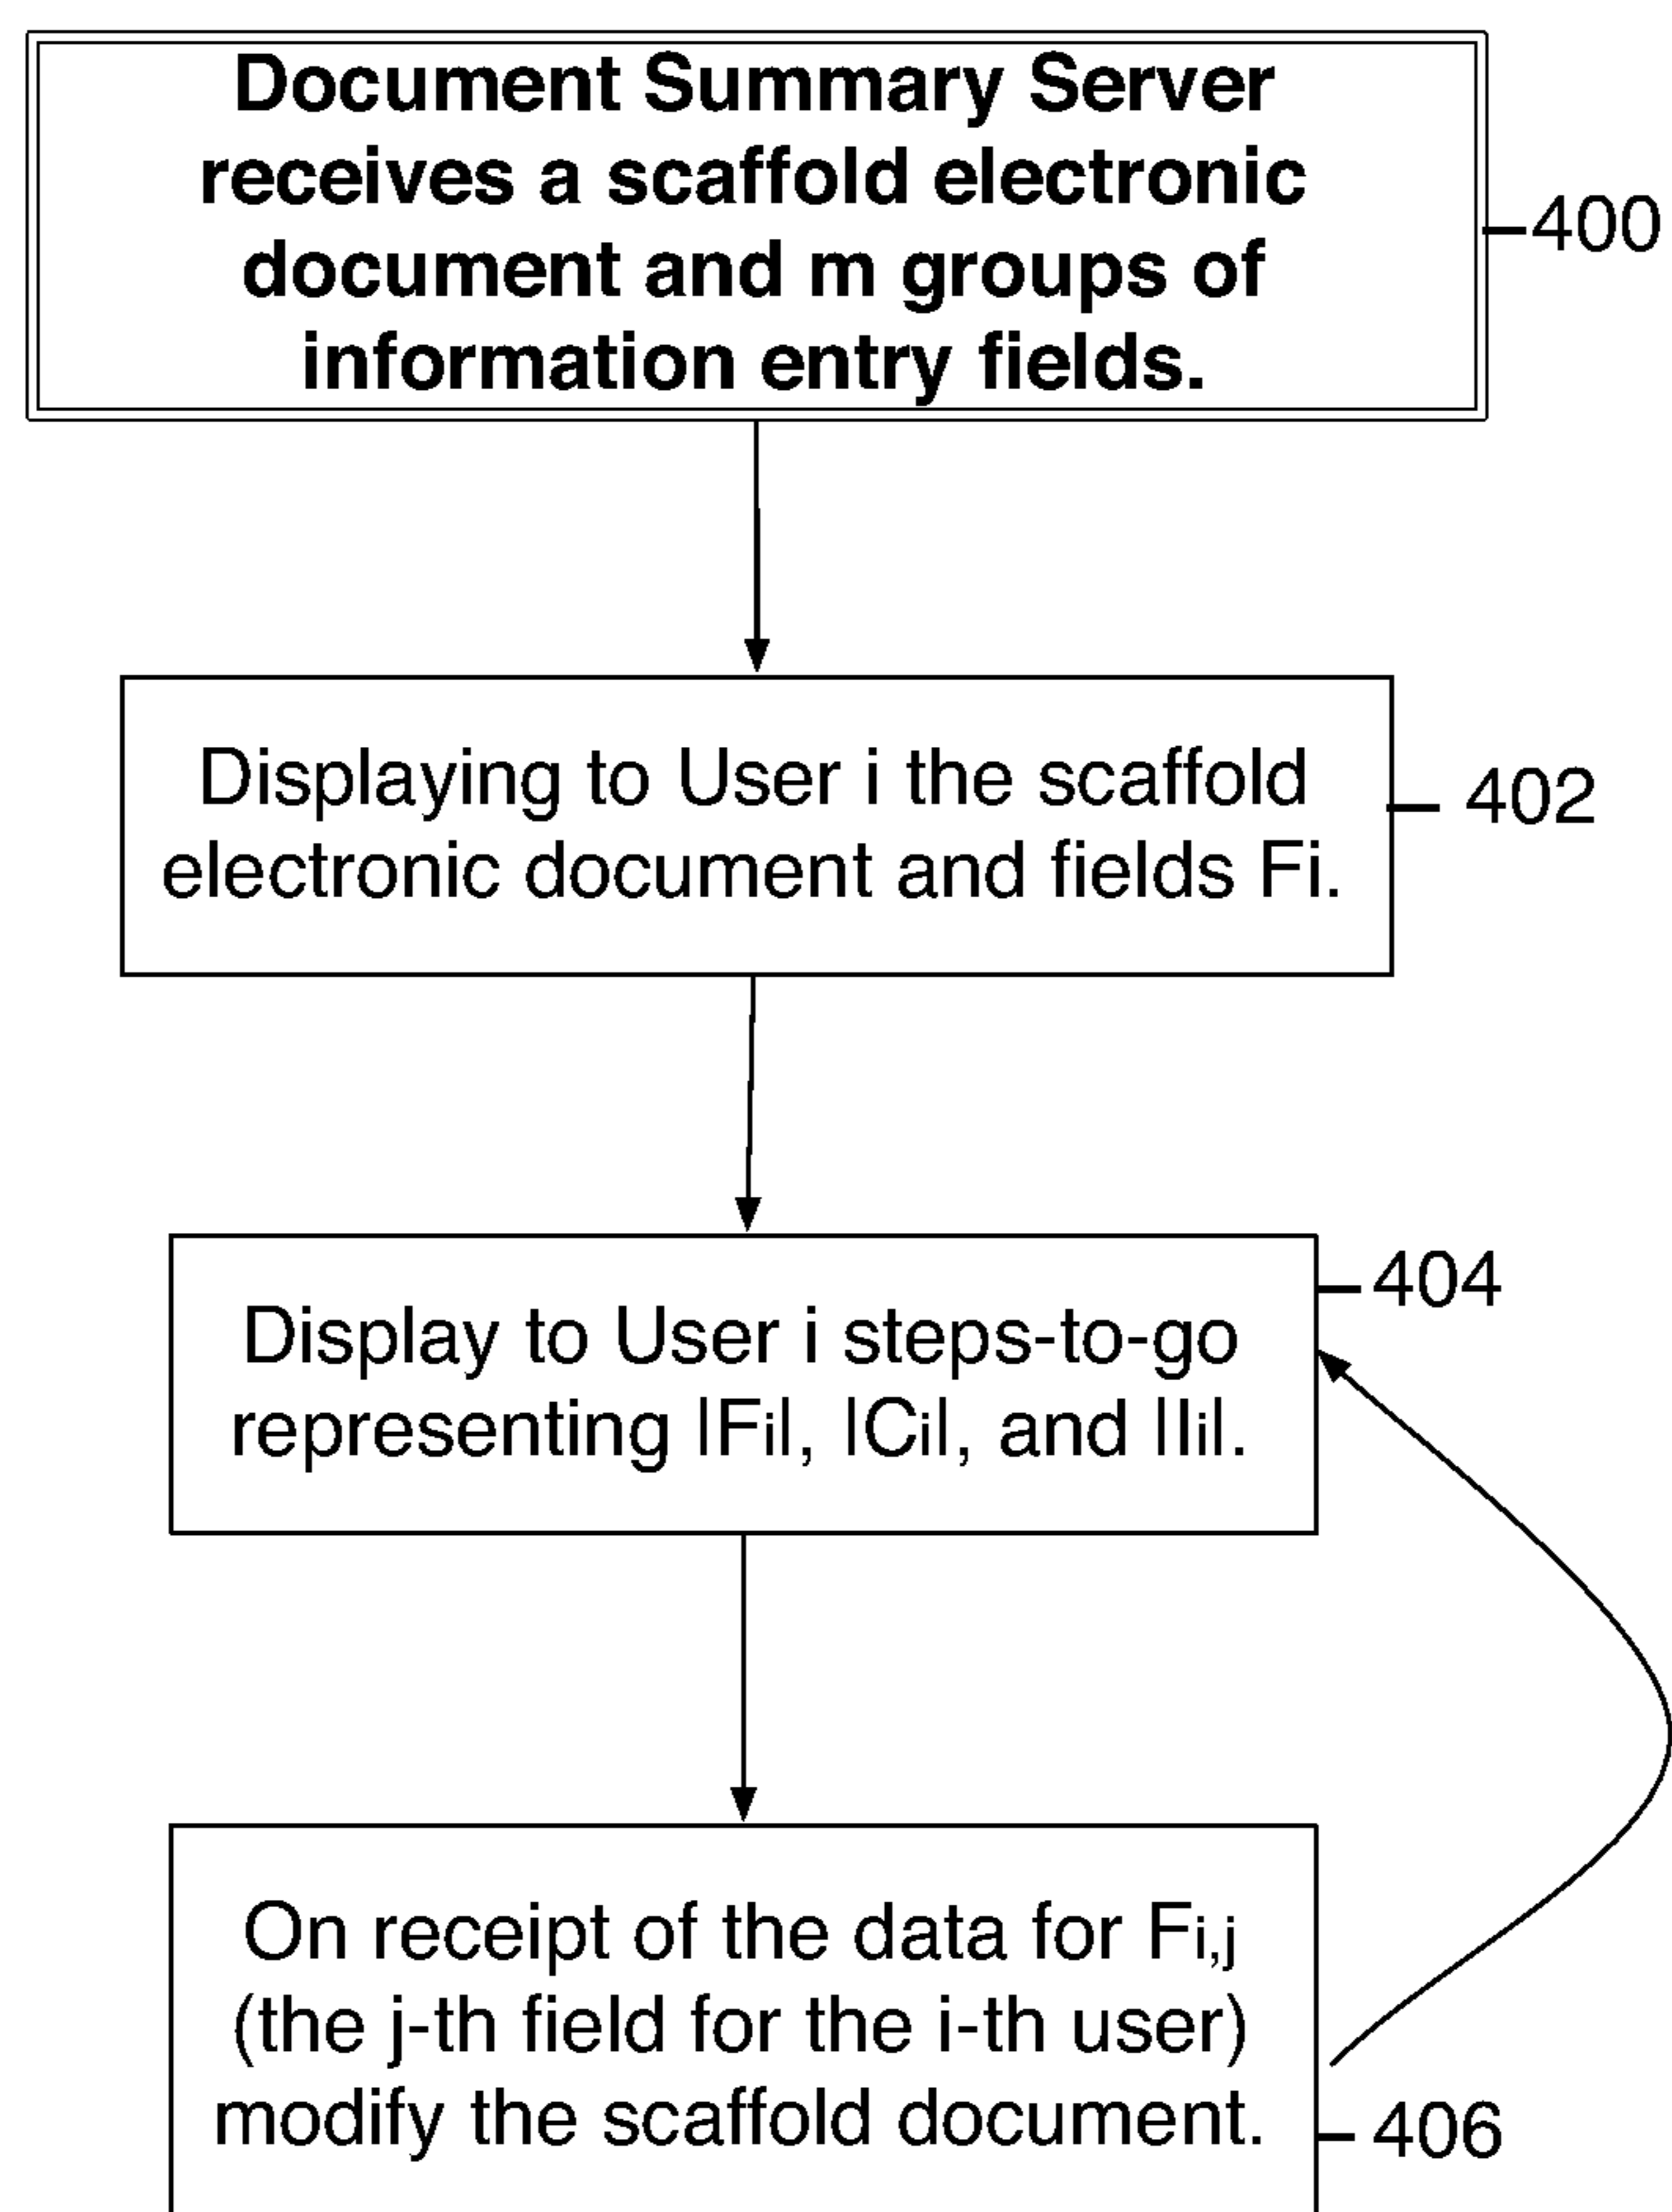 Document Summary Server
receives a scaffold electronic
document and m groups of
information entry fields.
400
Displaying to User i the scaffold
electronic document and fields Fi.
402
404
Display to User i steps-to-go
representing |Fi|, |Ci|, and |Ii|.
On receipt of the data for Fi,j
(the j-th field for the i-th user)
modify the scaffold document.
406